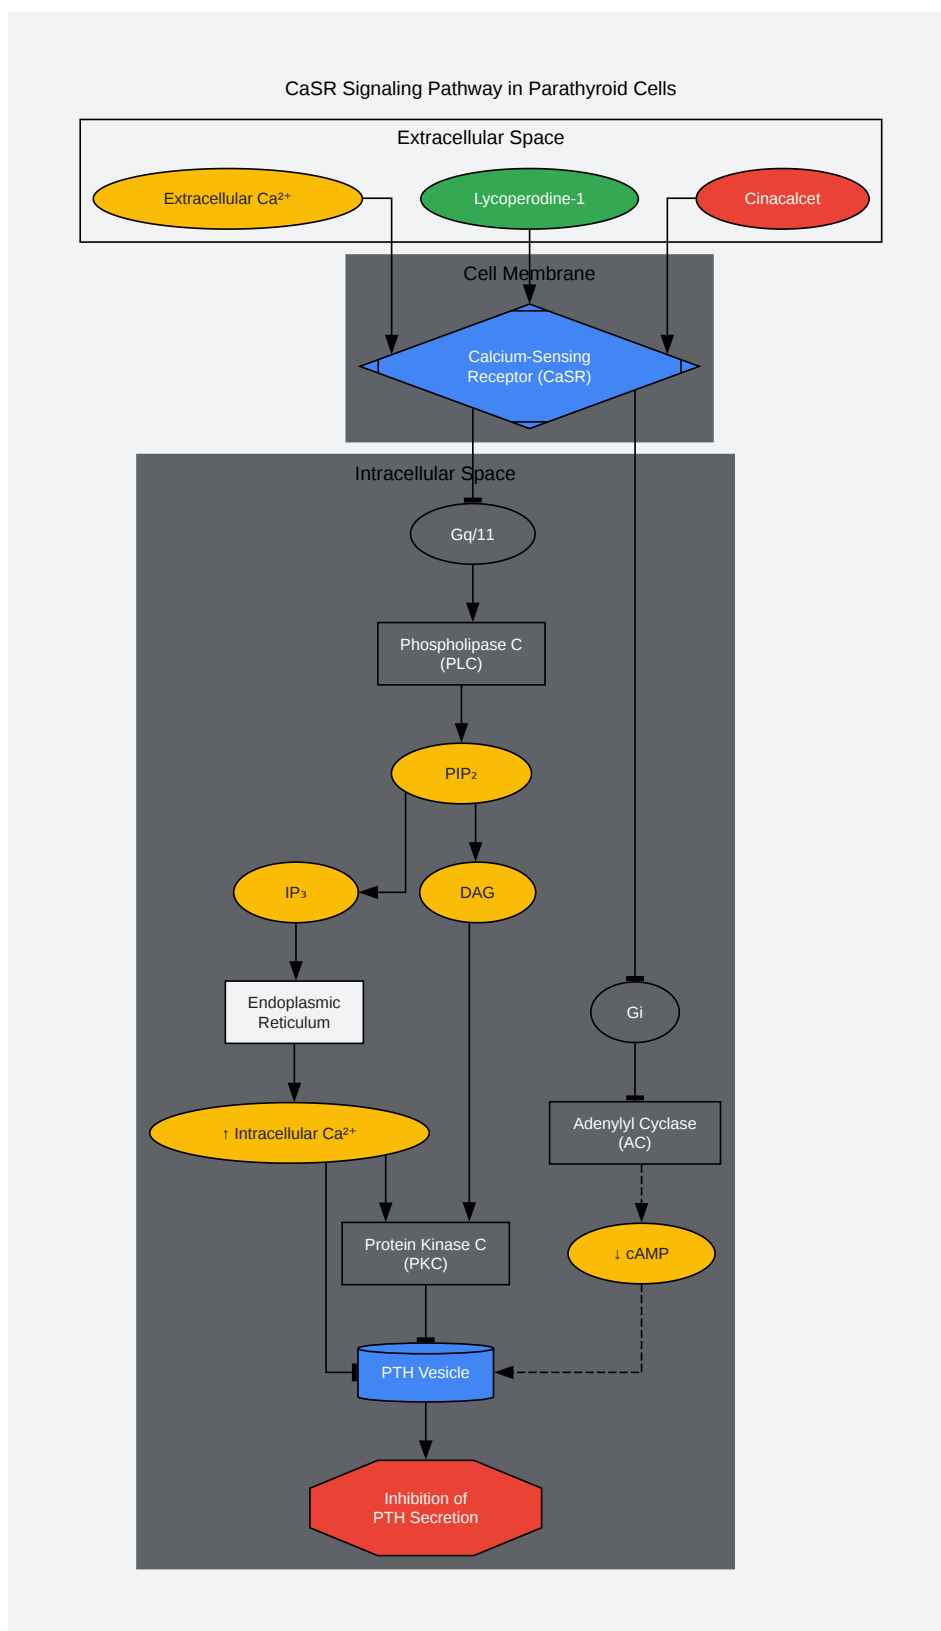 CaSR Signaling Pathway in Parathyroid Cells
Extracellular Space
Extracellular Ca²⁺
Lycoperodine-1
Cinacalcet
Cell Membrane
Calcium-Sensing
Receptor (CaSR)
Intracellular Space
Gq/11
Phospholipase C
(PLC)
PIP₂
IP₃
DAG
Endoplasmic
Reticulum
Gi
↑ Intracellular Ca²⁺
Adenylyl Cyclase
(AC)
Protein Kinase C
(PKC)
↓ cAMP
PTH Vesicle
Inhibition of
PTH Secretion